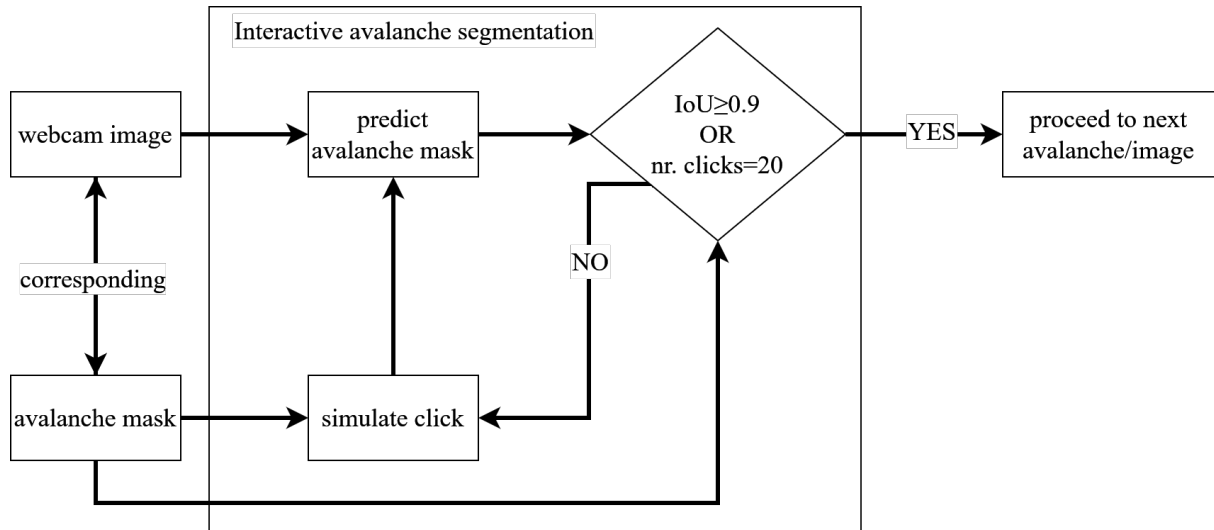 Interactive avalanche segmentation
webcam image
predict
avalanche mask
IoU≥0.9
OR
nr. clicks=20
YES
proceed to next
avalanche/image
corresponding
NO
avalanche mask
simulate click